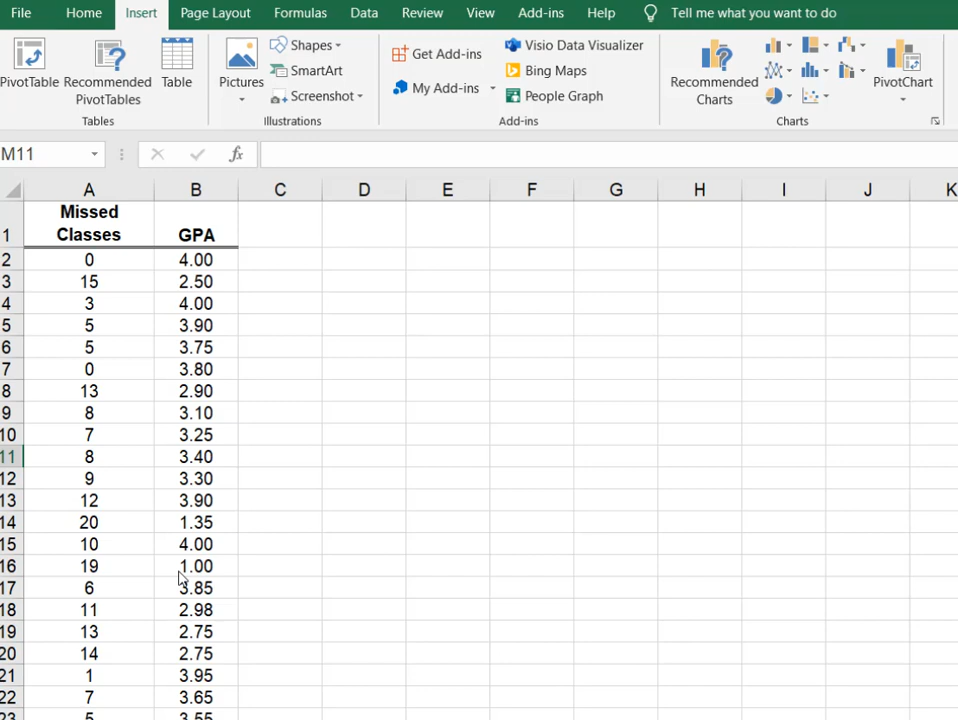 File Home Insert Page Layout Formulas Data Review View Add-ins Help Tell me what you want to do
PivotTable Recommended PivotTables Table
Tables
Pictures Shapes
SmartArt
Screenshot
Illustrations
Get Add-ins
My Add-ins
Visio Data Visualizer
Bing Maps
People Graph
Add-ins
Recommended Charts
PivotChart
Charts
M11 fx
A B C D E F G H I J K
1 Missed Classes GPA
2 0 4.00
3 15 2.50
4 3 4.00
5 5 3.90
6 5 3.75
7 0 3.80
8 13 2.90
9 8 3.10
10 7 3.25
11 8 3.40
12 9 3.30
13 12 3.90
14 20 1.35
15 10 4.00
16 19 1.00
17 6 3.85
18 11 2.98
19 13 2.75
20 14 2.75
21 1 3.95
22 7 3.65
23 5 3.55